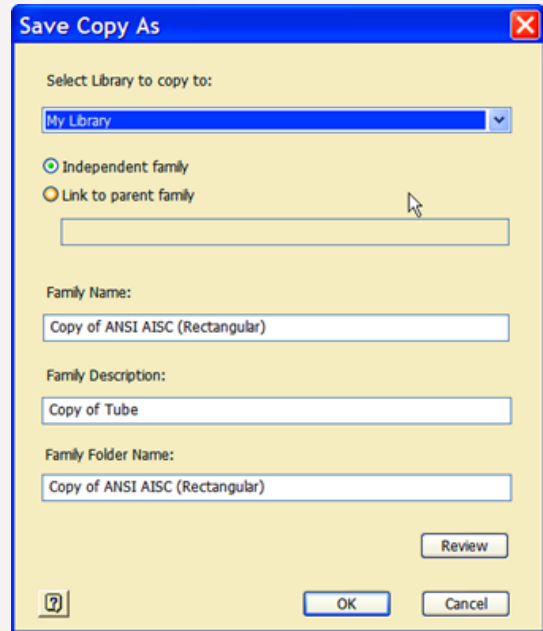 Save Copy As
Select Library to copy to:
My Library
Independent family
Link to parent family
Family Name:
Copy of ANSI AISC (Rectangular)
Family Description:
Copy of Tube
Family Folder Name:
Copy of ANSI AISC (Rectangular)
Review
?
OK
Cancel